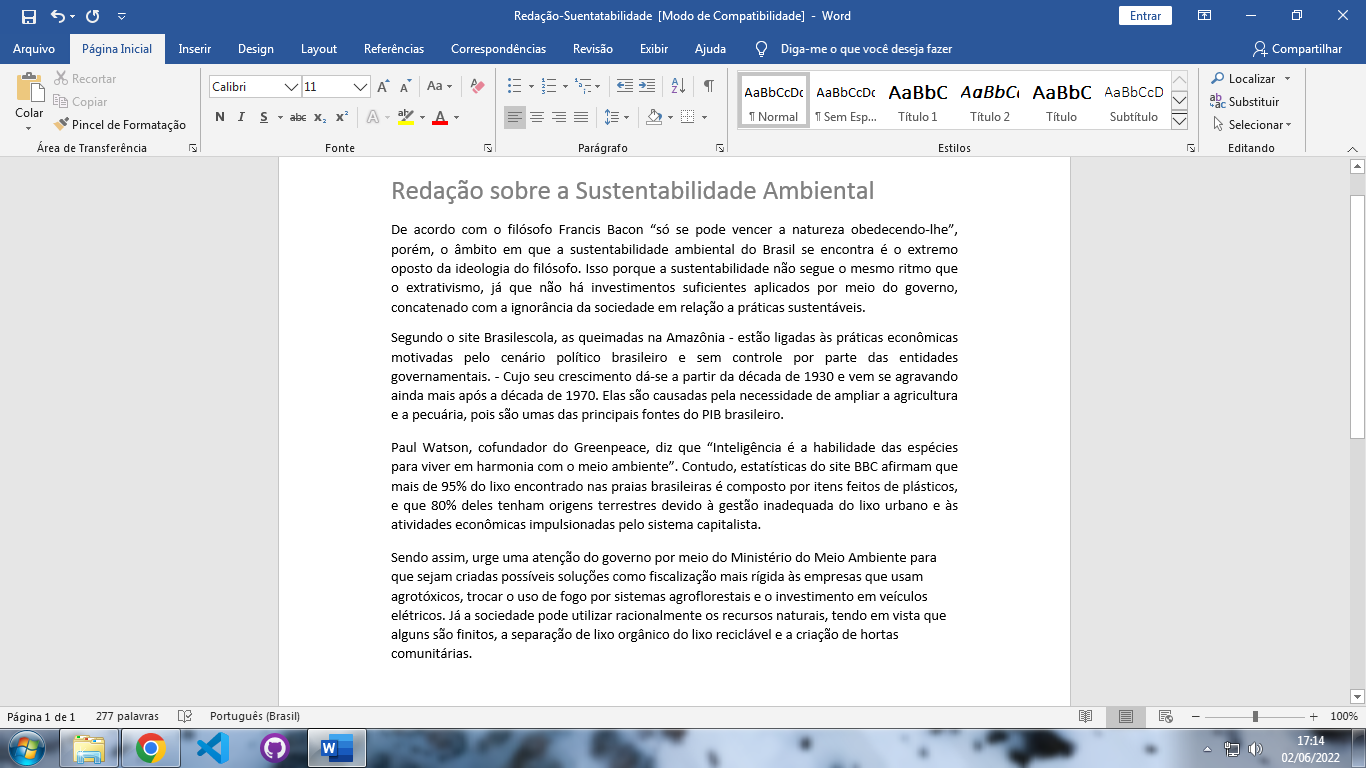 Redação-Suentatabilidade [Modo de Compatibilidade] - Word
Entrar
Arquivo Página Inicial Inserir Design Layout Referências Correspondências Revisão Exibir Ajuda Diga-me o que você deseja fazer Compartilhar
Colar
Recortar
Copiar
Pincel de Formatação
Área de Transferência
Calibri 11
Aa
N I S abc x₂ x²
A ab A
Fonte
Parágrafo
AaBbCcDc AaBbCcDc AaBbC AaBbCc AaBbC AaBbCcD
¶ Normal ¶ Sem Esp... Título 1 Título 2 Título Subtítulo
Estilos
Localizar
Substituir
Selecionar
Editando
Redação sobre a Sustentabilidade Ambiental
De acordo com o filósofo Francis Bacon “só se pode vencer a natureza obedecendo-lhe”,
porém, o âmbito em que a sustentabilidade ambiental do Brasil se encontra é o extremo
oposto da ideologia do filósofo. Isso porque a sustentabilidade não segue o mesmo ritmo que
o extrativismo, já que não há investimentos suficientes aplicados por meio do governo,
concatenado com a ignorância da sociedade em relação a práticas sustentáveis.
Segundo o site Brasilescola, as queimadas na Amazônia - estão ligadas às práticas econômicas
motivadas pelo cenário político brasileiro e sem controle por parte das entidades
governamentais. - Cujo seu crescimento dá-se a partir da década de 1930 e vem se agravando
ainda mais após a década de 1970. Elas são causadas pela necessidade de ampliar a agricultura
e a pecuária, pois são umas das principais fontes do PIB brasileiro.
Paul Watson, cofundador do Greenpeace, diz que “Inteligência é a habilidade das espécies
para viver em harmonia com o meio ambiente”. Contudo, estatísticas do site BBC afirmam que
mais de 95% do lixo encontrado nas praias brasileiras é composto por itens feitos de plásticos,
e que 80% deles tenham origens terrestres devido à gestão inadequada do lixo urbano e às
atividades econômicas impulsionadas pelo sistema capitalista.
Sendo assim, urge uma atenção do governo por meio do Ministério do Meio Ambiente para
que sejam criadas possíveis soluções como fiscalização mais rígida às empresas que usam
agrotóxicos, trocar o uso de fogo por sistemas agroflorestais e o investimento em veículos
elétricos. Já a sociedade pode utilizar racionalmente os recursos naturais, tendo em vista que
alguns são finitos, a separação de lixo orgânico do lixo reciclável e a criação de hortas
comunitárias.
Página 1 de 1 277 palavras Português (Brasil) 100%
17:14
02/06/2022